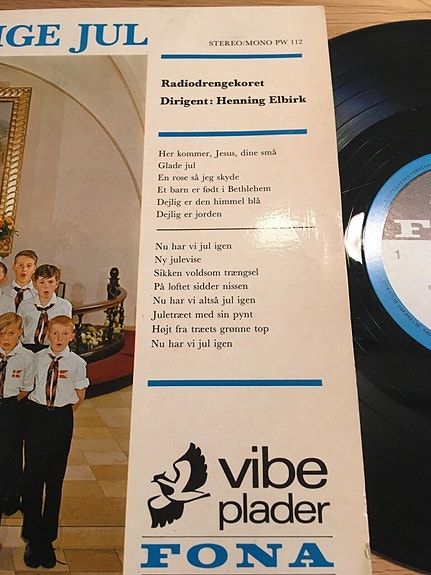 IGE JUL
STEREO/MONO PW 112
Radiodrengekoret
Dirigent: Henning Elbirk
Her kommer, Jesus, dine små
Glade jul
En rose så jeg skyde
Et barn er født i Bethlehem
Dejlig er den himmel blå
Dejlig er jorden
Nu har vi jul igen
Ny julevise
Sikken voldsom trængsel
På loftet sidder nissen
Nu har vi altså jul igen
Juletræet med sin pynt
Højt fra træets grønne top
Nu har vi jul igen
vibe
plader
FONA
F
1